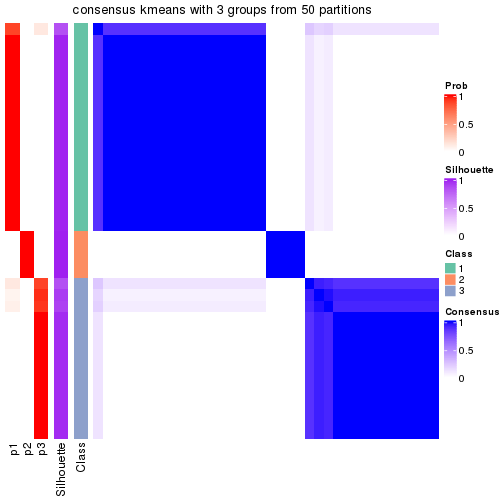 consensus kmeans with 3 groups from 50 partitions
Prob
1
0.5
0
Silhouette
1
0.5
0
Class
1
2
3
Consensus
1
0.5
0
p1
p2
p3
Silhouette
Class